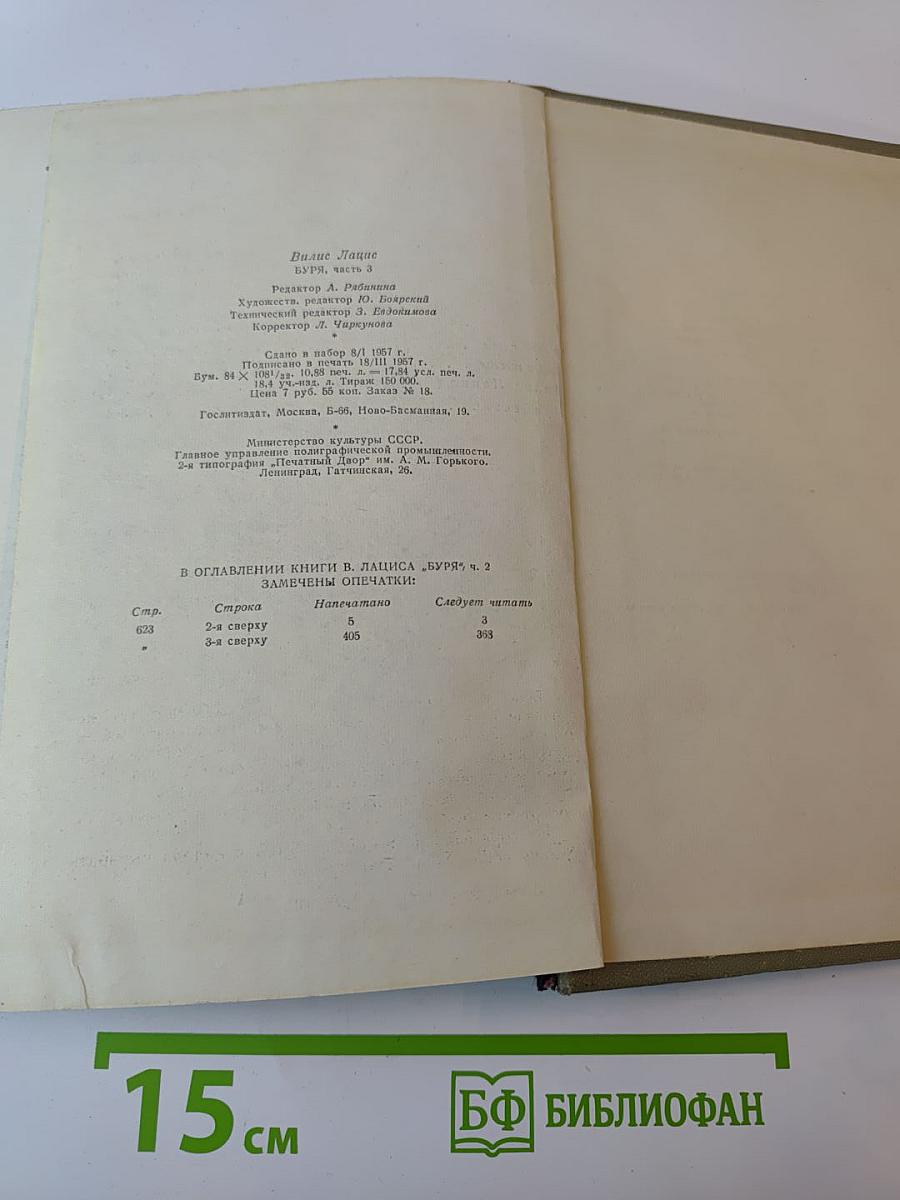 Вилис Лацис
БУРЯ, часть 3
Редактор А. Рябинина
Художеств. редактор Ю. Боярский
Технический редактор З. Евдокимова
Корректор Л. Чиркунова
*
Сдано в набор 8/I 1957 г.
Подписано в печать 18/III 1957 г.
Бум. 84 × 108¹/₃₂. 10,88 печ. л. = 17,84 усл. печ. л.
18,4 уч.-изд. л. Тираж 150 000.
Цена 7 руб. 55 коп. Заказ № 18.
Гослитиздат, Москва, Б-66, Ново-Басманная, 19.
*
Министерство культуры СССР.
Главное управление полиграфической промышленности.
2-я типография „Печатный Двор" им. А. М. Горького.
Ленинград, Гатчинская, 26.
В ОГЛАВЛЕНИИ КНИГИ В. ЛАЦИСА „БУРЯ", ч. 2
ЗАМЕЧЕНЫ ОПЕЧАТКИ:
Стр. Строка Напечатано Следует читать
623 2-я сверху 5 3
„ 3-я сверху 405 363
15 см
БФ БИБЛИОФАН